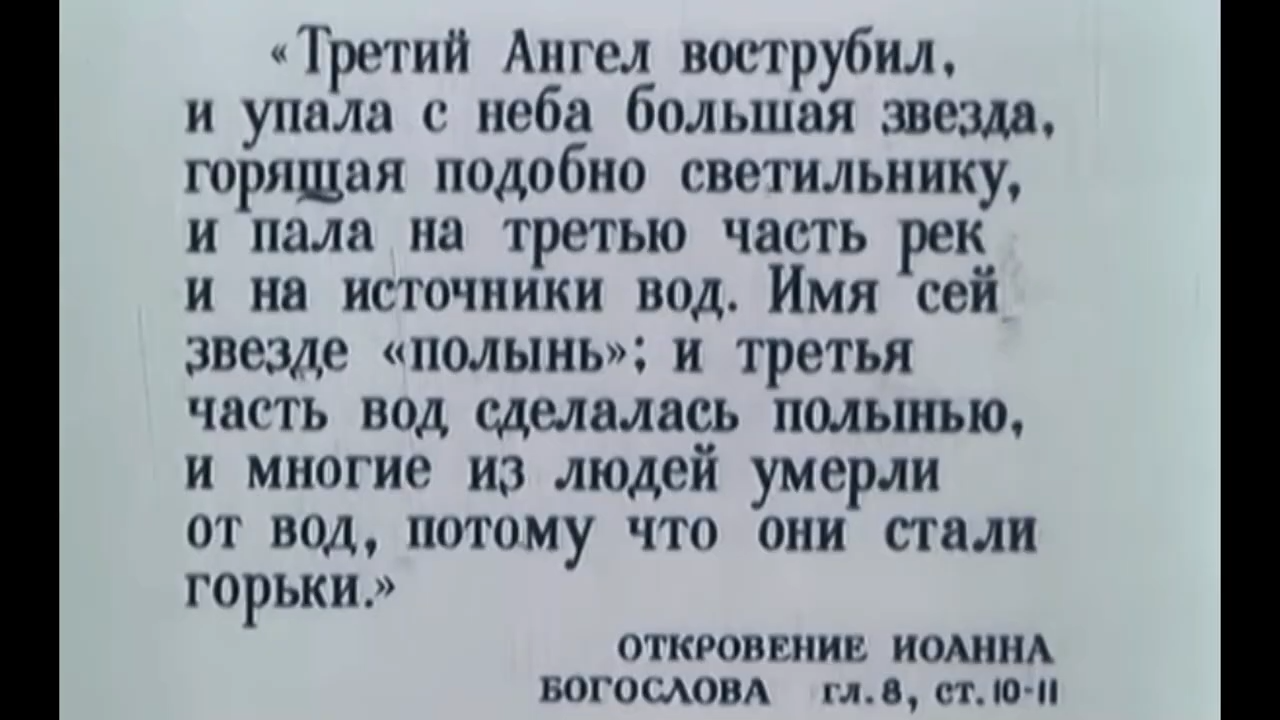 «Третий Ангел вострубил,
и упала с неба большая звезда,
горящая подобно светильнику,
и пала на третью часть рек
и на источники вод. Имя сей
звезде «полынь»; и третья
часть вод сделалась полынью,
и многие из людей умерли
от вод, потому что они стали
горьки.»
ОТКРОВЕНИЕ ИОАННА
БОГОСЛОВА гл. 8, ст. 10-11